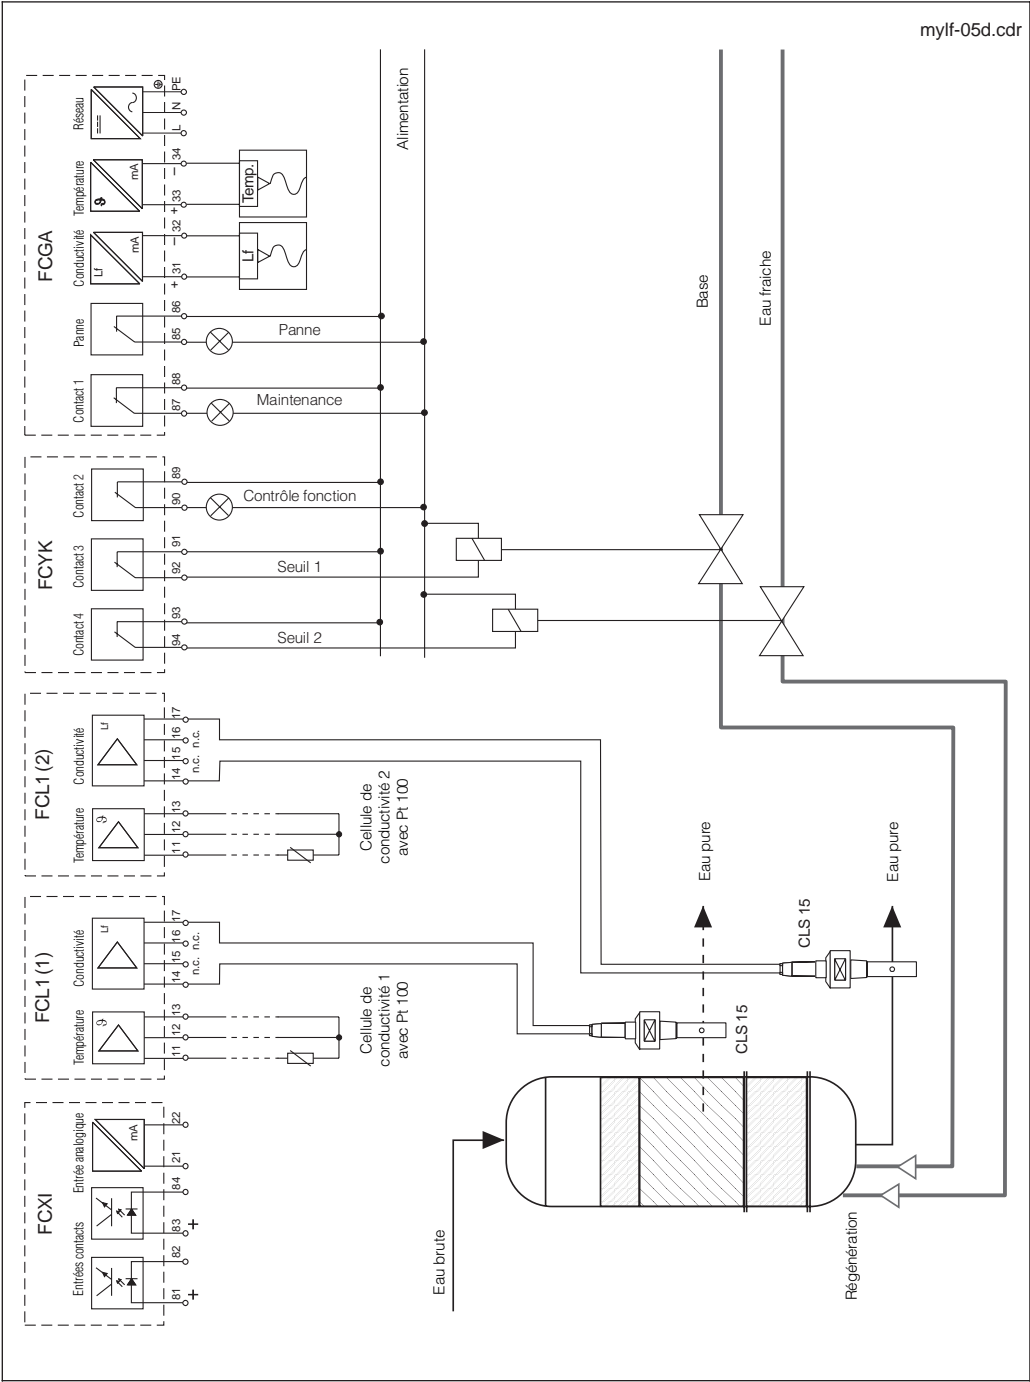 mylf-05d.cdr
FCGA
Réseau
L
N
PE
Température
ϑ
mA
+ 33
– 34
Temp.
Conductivité
Lf
mA
+ 31
– 32
Lf
Panne
85
86
Panne
Contact 1
87
88
Maintenance
Alimentation
FCYK
Contact 2
90
89
Contrôle fonction
Contact 3
92
91
Seuil 1
Contact 4
94
93
Seuil 2
Base
Eau fraiche
FCL1 (2)
Conductivité
Lf
14
15
16
17
n.c.
n.c.
Température
ϑ
11
12
13
Cellule de
conductivité 2
avec Pt 100
FCL1 (1)
Conductivité
Lf
14
15
16
17
n.c.
n.c.
Température
ϑ
11
12
13
Cellule de
conductivité 1
avec Pt 100
Eau pure
Eau pure
CLS 15
CLS 15
FCXI
Entrée analogique
mA
21
22
Entrées contacts
83
84
+
81
82
+
Eau brute
Régénération